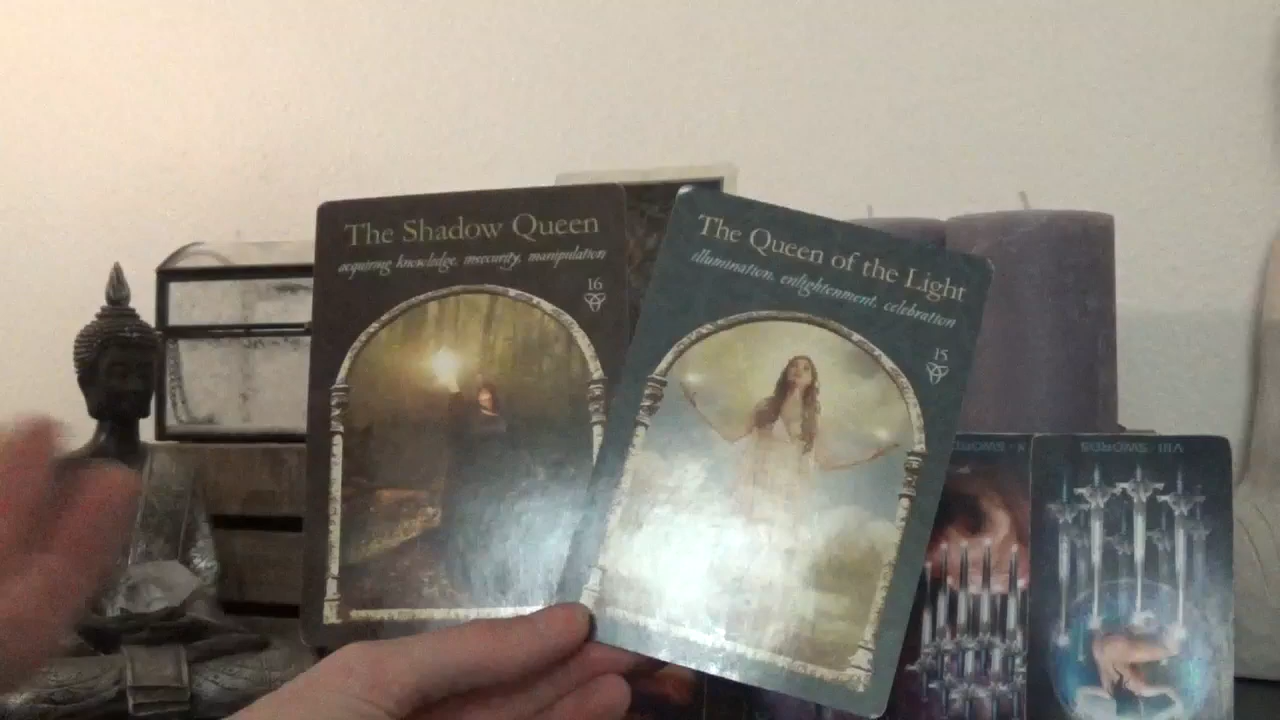 The Shadow Queen
acquiring knowledge, insecurity, manipulation
16
The Queen of the Light
illumination, enlightenment, celebration
15
X · SWORDS
VIII · SWORDS